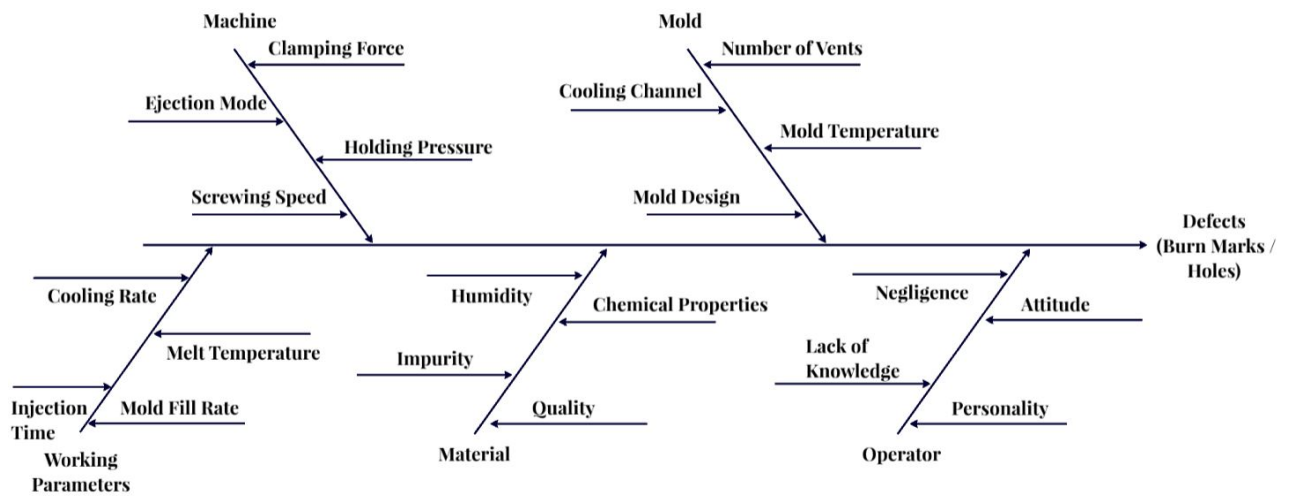 Machine
Mold
Clamping Force
Number of Vents
Cooling Channel
Ejection Mode
Mold Temperature
Holding Pressure
Screwing Speed
Mold Design
Defects
(Burn Marks /
Holes)
Cooling Rate
Humidity
Negligence
Chemical Properties
Attitude
Melt Temperature
Impurity
Lack of
Knowledge
Injection
Time
Mold Fill Rate
Quality
Personality
Working
Parameters
Material
Operator